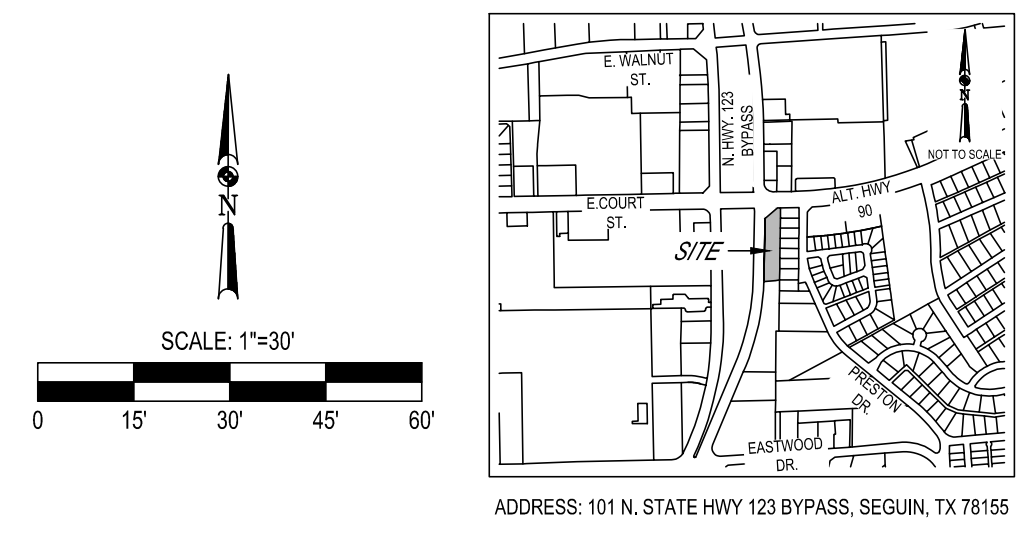 N
SCALE: 1"=30'
0 15' 30' 45' 60'
E. WALNUT
ST.
N. HWY. 123
BYPASS
N
NOT TO SCALE
ALT. HWY
90
E.COURT
ST.
SITE
PRESTON
DR.
EASTWOOD
DR.
ADDRESS: 101 N. STATE HWY 123 BYPASS, SEGUIN, TX 78155